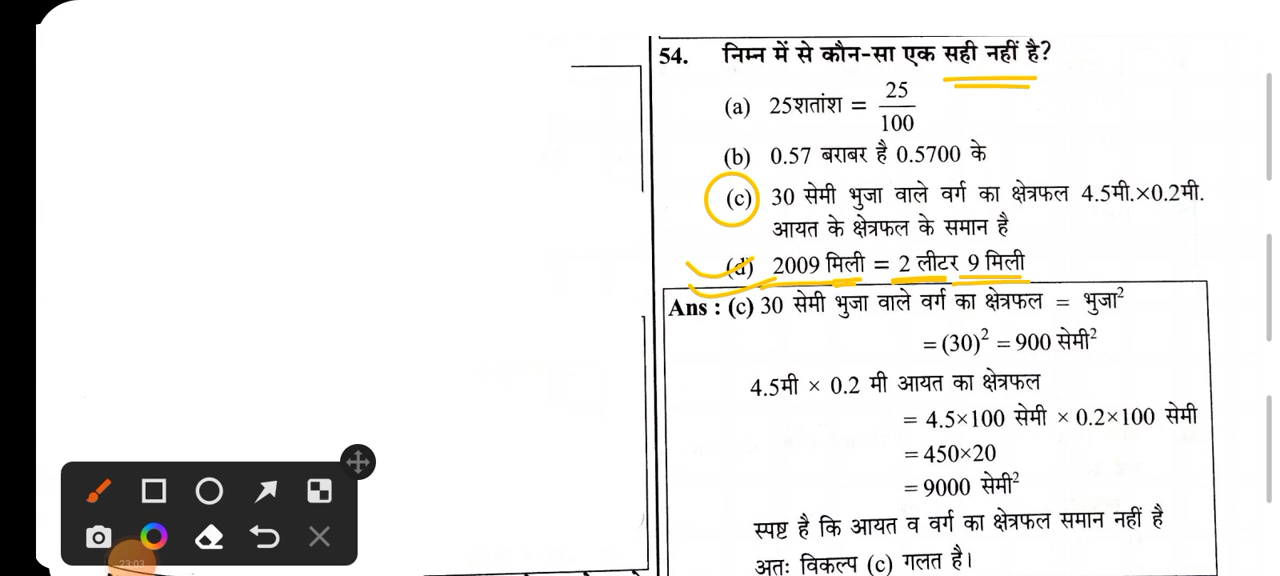 54. निम्न में से कौन-सा एक सही नहीं है?
(a) 25शतांश = 25/100
(b) 0.57 बराबर है 0.5700 के
(c) 30 सेमी भुजा वाले वर्ग का क्षेत्रफल 4.5मी.×0.2मी.
आयत के क्षेत्रफल के समान है
(d) 2009 मिली = 2 लीटर 9 मिली
Ans : (c) 30 सेमी भुजा वाले वर्ग का क्षेत्रफल = भुजा²
= (30)² = 900 सेमी²
4.5मी × 0.2 मी आयत का क्षेत्रफल
= 4.5×100 सेमी × 0.2×100 सेमी
= 450×20
= 9000 सेमी²
स्पष्ट है कि आयत व वर्ग का क्षेत्रफल समान नहीं है
अतः विकल्प (c) गलत है।
23:03